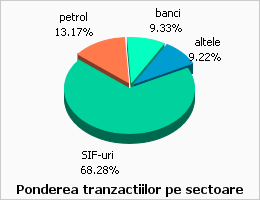 banci
9.33%
petrol
13.17%
altele
9.22%
SIF-uri
68.28%
Ponderea tranzactiilor pe sectoare